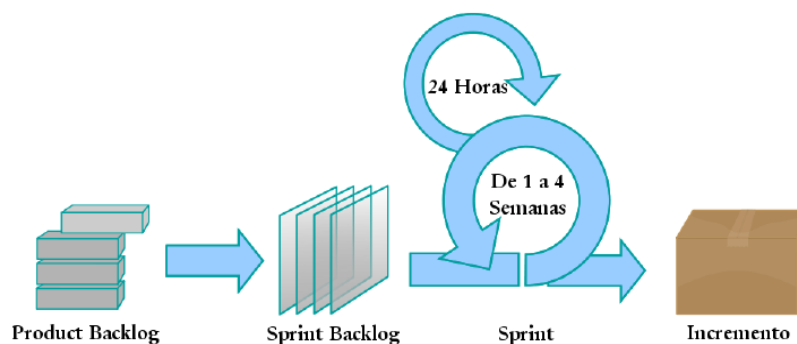 24 Horas
De 1 a 4
Semanas
Product Backlog
Sprint Backlog
Sprint
Incremento